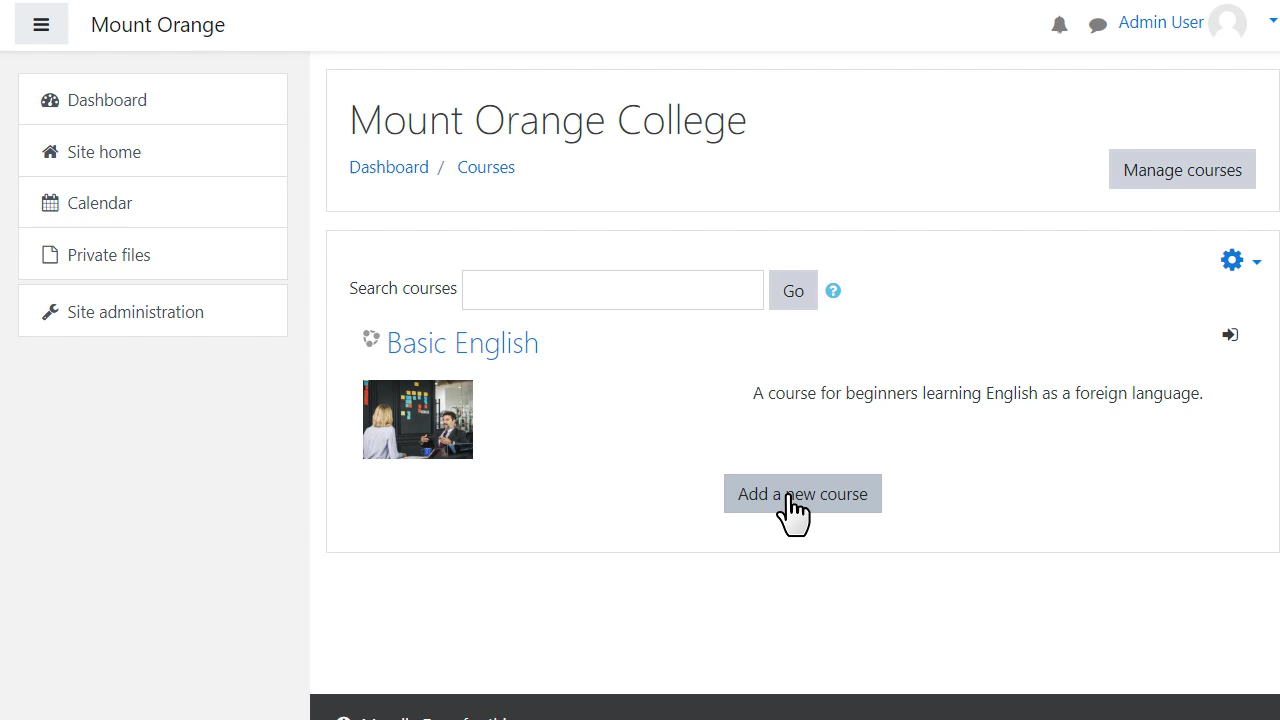 Mount Orange
Admin User
Dashboard
Site home
Calendar
Private files
Site administration
Mount Orange College
Dashboard / Courses
Manage courses
Search courses
Go
Basic English
A course for beginners learning English as a foreign language.
Add a new course